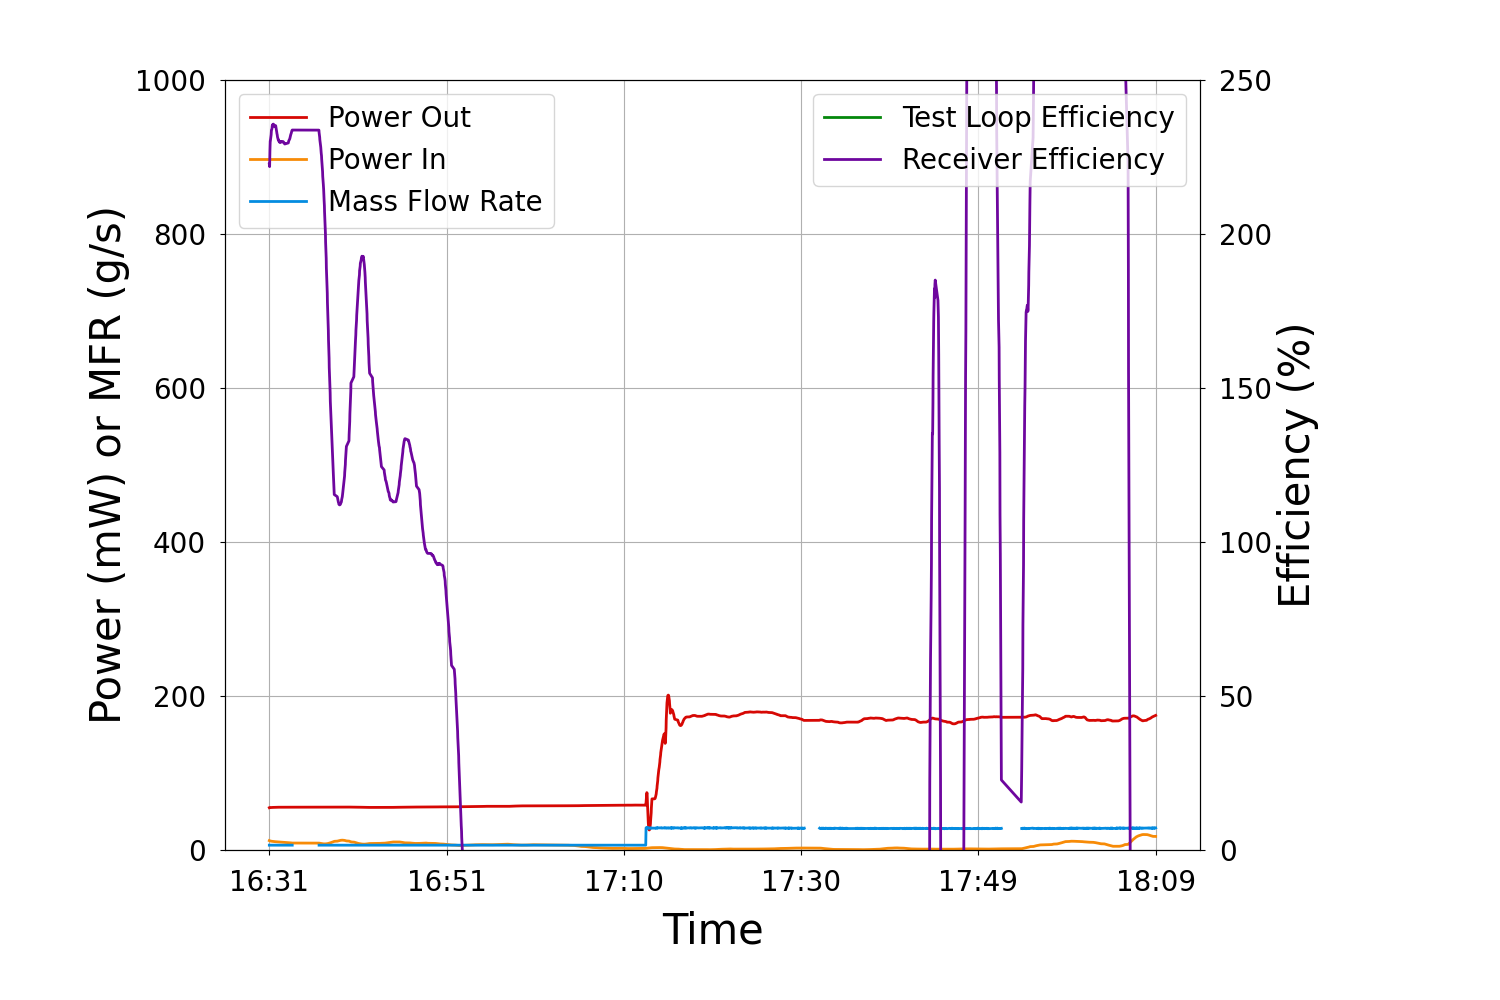 1000
800
600
400
200
0
Power (mW) or MFR (g/s)
Power Out
Power In
Mass Flow Rate
Test Loop Efficiency
Receiver Efficiency
250
200
150
100
50
0
Efficiency (%)
16:31 16:51 17:10 17:30 17:49 18:09
Time